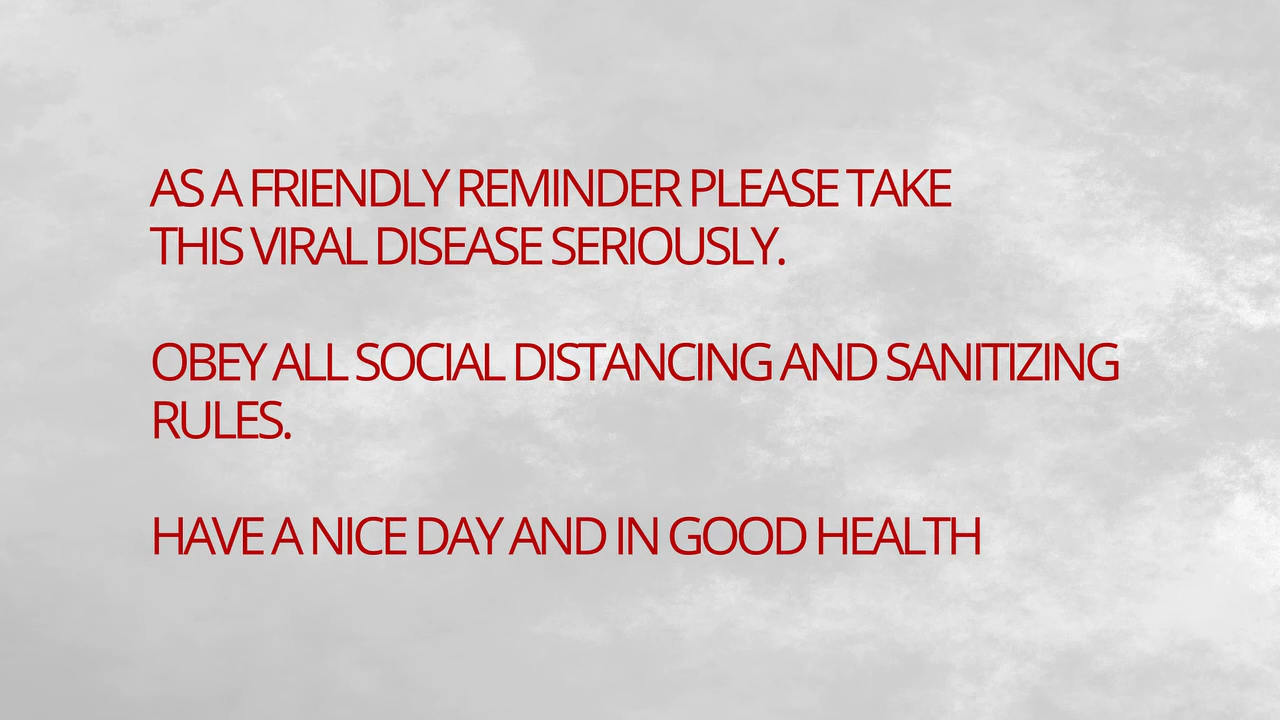 AS A FRIENDLY REMINDER PLEASE TAKE
THIS VIRAL DISEASE SERIOUSLY.
OBEY ALL SOCIAL DISTANCING AND SANITIZING
RULES.
HAVE A NICE DAY AND IN GOOD HEALTH